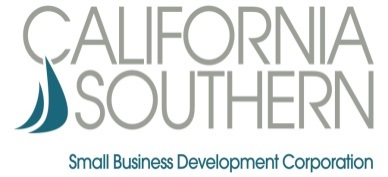 CALIFORNIA
SOUTHERN
Small Business Development Corporation